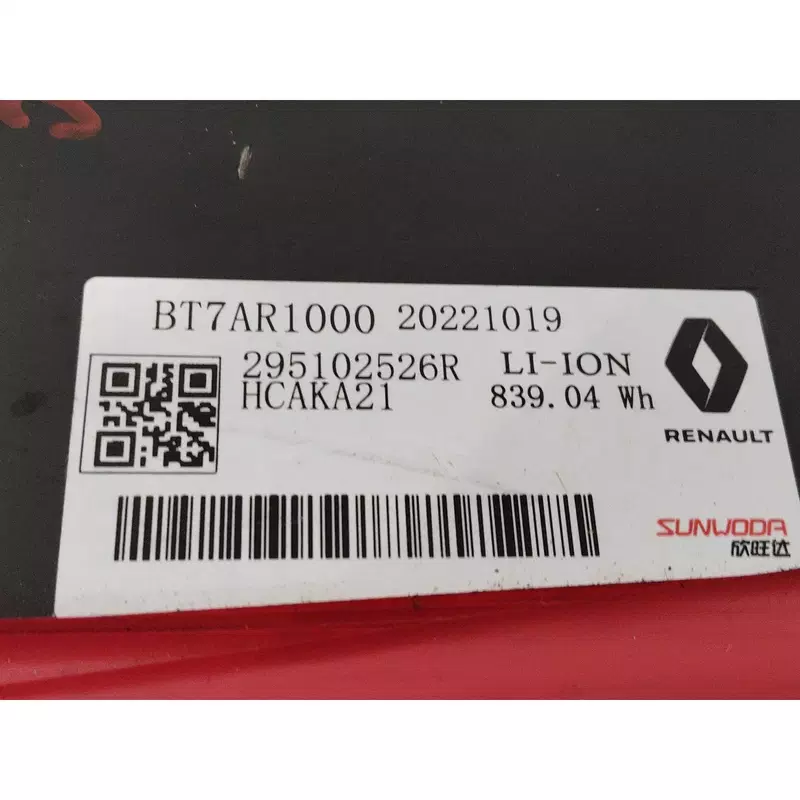 BT7AR1000 20221019
295102526R LI-ION
HCAKA21 839.04 Wh
RENAULT
SUNWODA
欣旺达